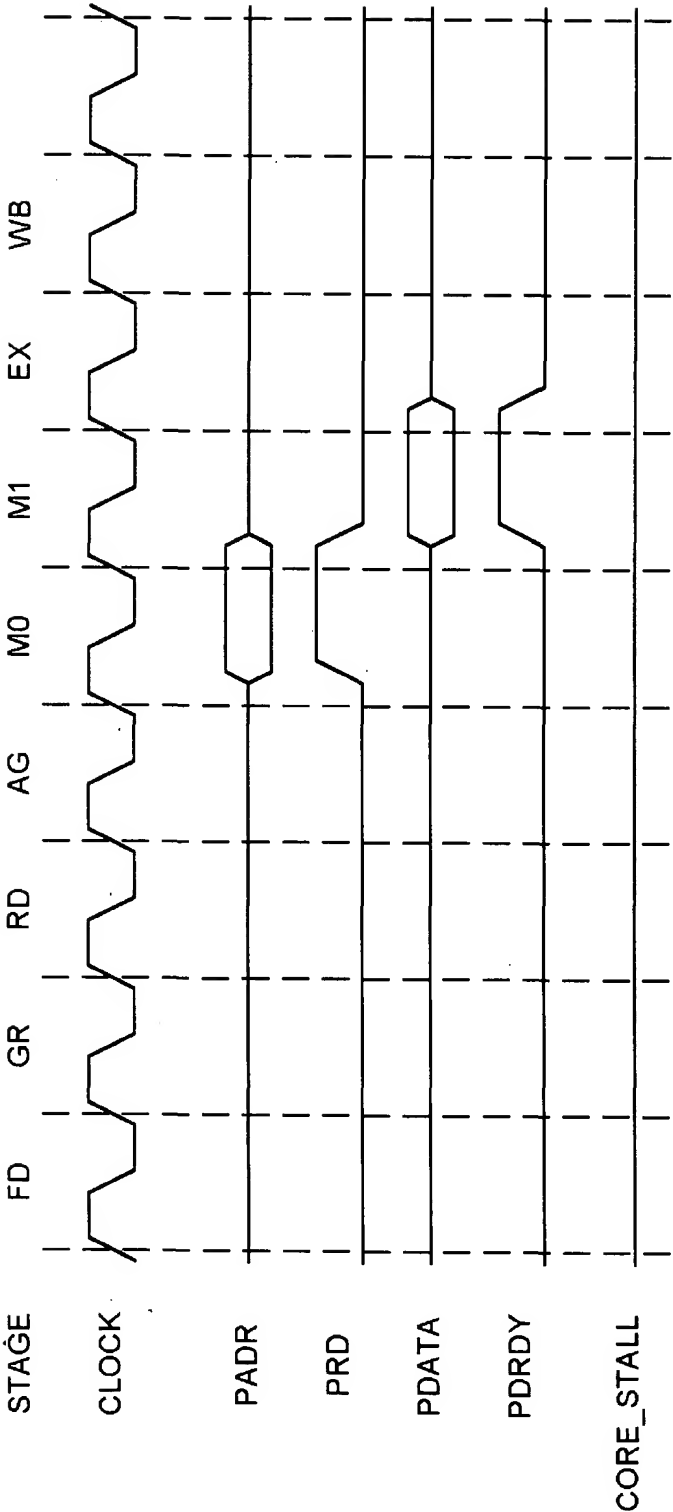 STAGE FD GR RD AG M0 M1 EX WB
CLOCK
PADR
PRD
PDATA
PDRDY
CORE_STALL